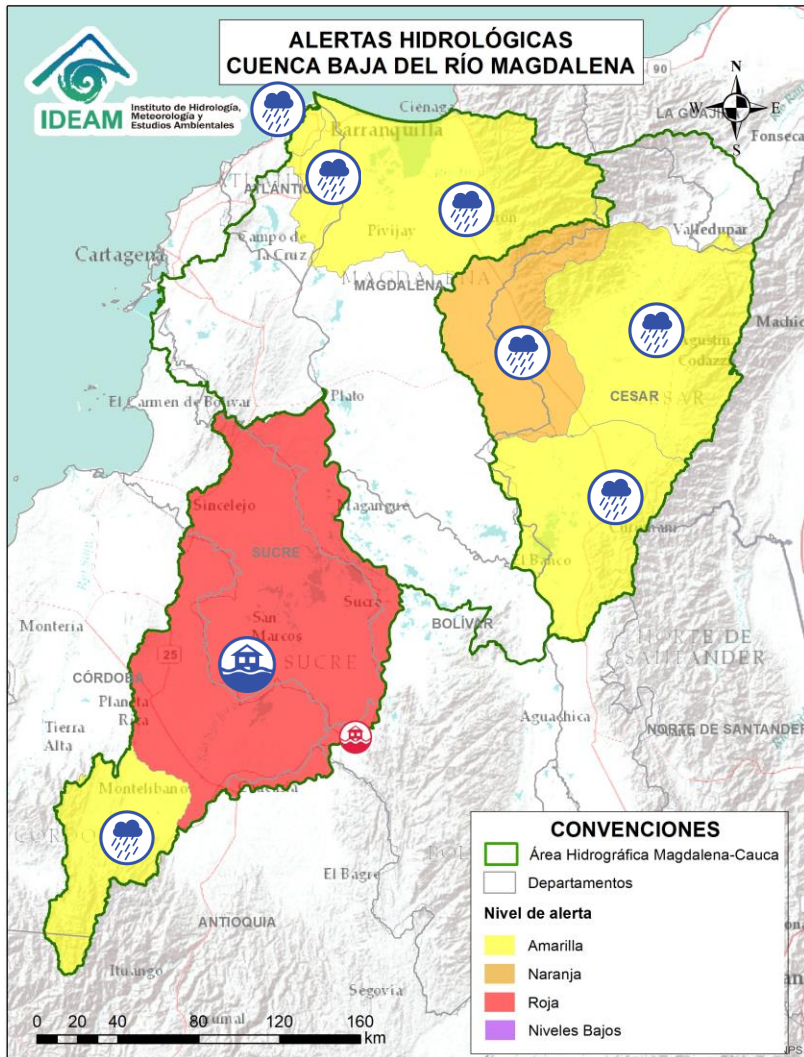 ALERTAS HIDROLÓGICAS
CUENCA BAJA DEL RÍO MAGDALENA
IDEAM
Instituto de Hidrología,
Meteorología y
Estudios Ambientales
N
W
E
S
90
LA GUAJIRA
Fonseca
Ciénaga
Barranquilla
ATLÁNTICO
Valledupar
Pivijay
Campo de
la Cruz
Cartagena
MAGDALENA
MAGDALENA
Agustín
Codazzi
CESAR
El Carmen de Bolívar
Plato
Sincelejo
Magangue
SUCRE
El Banco
Sucre
San
Marcos
BOLÍVAR
Montería
SUCRE
NORTE DE
SANTANDER
25
CÓRDOBA
Planeta
Rica
Tierra
Alta
Aguachica
NORTE DE SANTANDER
Montelibano
El Bagre
ANTIOQUIA
Ituango
Segovia
0 20 40 80 120 160
km
CONVENCIONES
Área Hidrográfica Magdalena-Cauca
Departamentos
Nivel de alerta
Amarilla
Naranja
Roja
Niveles Bajos